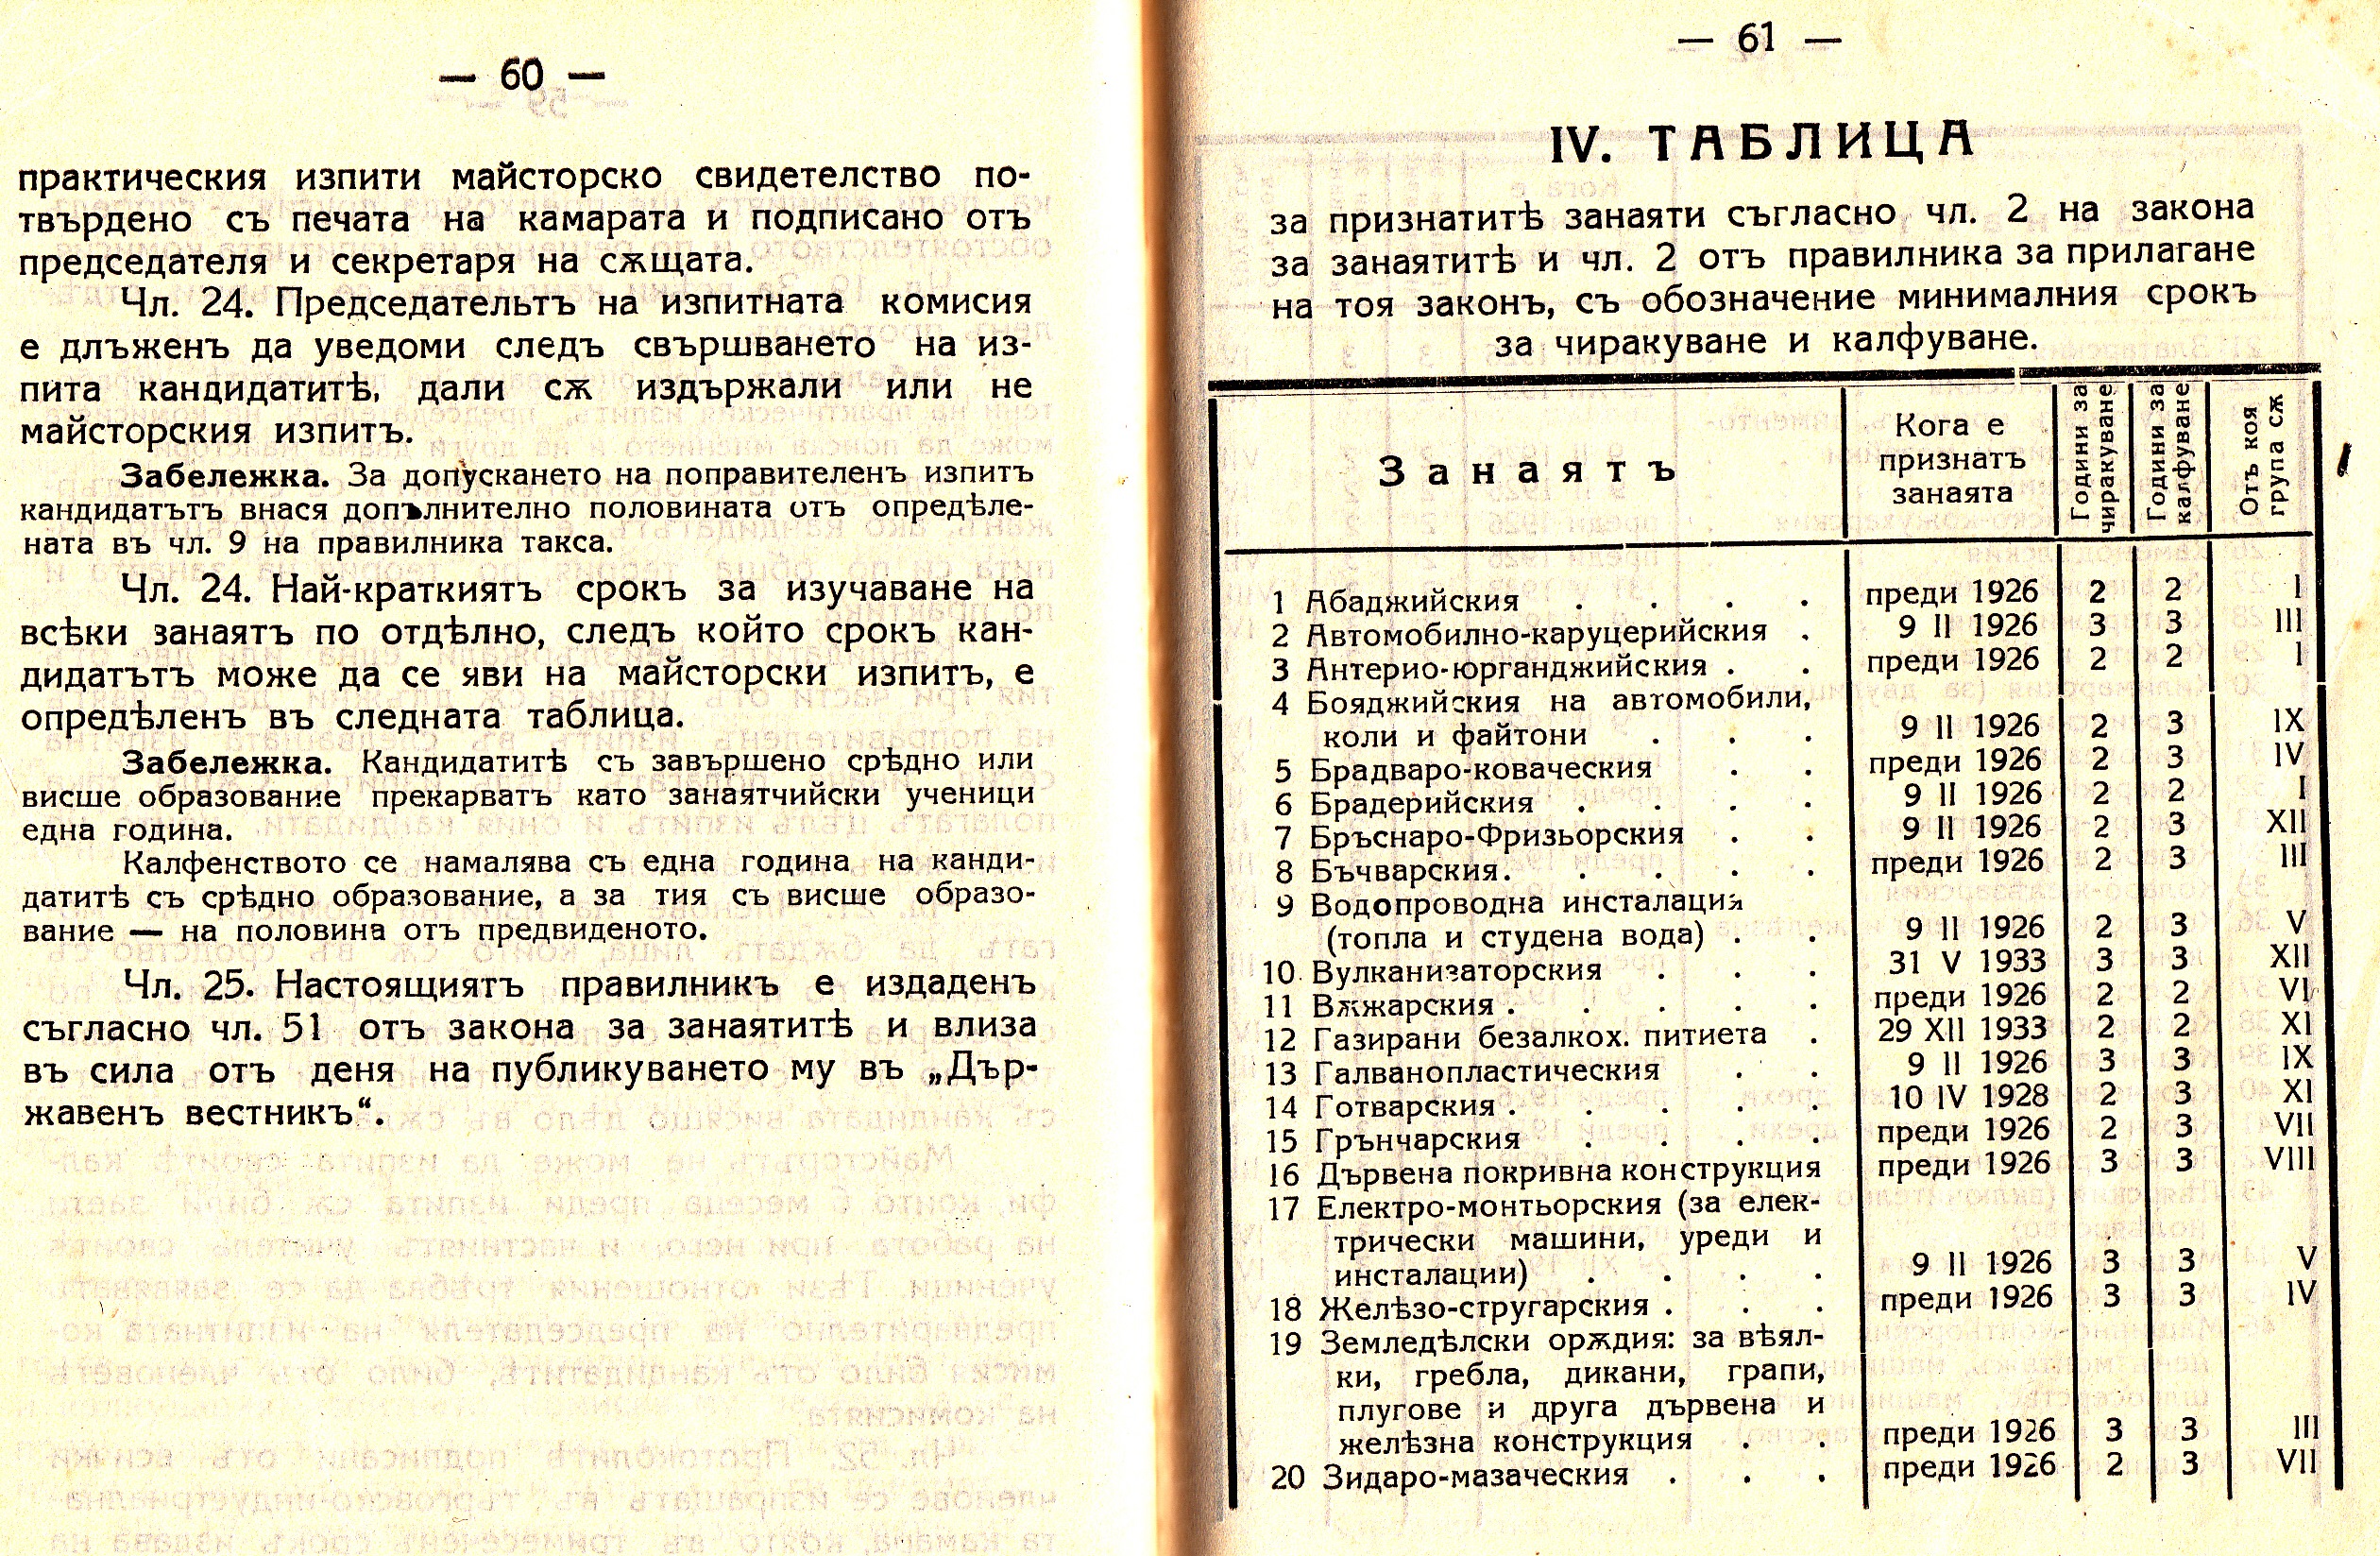 — 60 —
практическия изпити майсторско свидетелство по-
твърдено съ печата на камарата и подписано отъ
председателя и секретаря на сѫщата.
Чл. 24. Председательтъ на изпитната комисия
е длъженъ да уведоми следъ свършването на из-
пита кандидатитѣ, дали сѫ издържали или не
майсторския изпитъ.
Забележка. За допускането на поправителенъ изпитъ
кандидатътъ внася допълнително половината отъ опредѣле-
ната въ чл. 9 на правилника такса.
Чл. 24. Най-краткиятъ срокъ за изучаване на
всѣки занаятъ по отдѣлно, следъ който срокъ кан-
дидатътъ може да се яви на майсторски изпитъ, е
опредѣленъ въ следната таблица.
Забележка. Кандидатитѣ съ завършено срѣдно или
висше образование прекарватъ като занаятчийски ученици
една година.
Калфенството се намалява съ една година на канди-
датитѣ съ срѣдно образование, а за тия съ висше образо-
вание — на половина отъ предвиденото.
Чл. 25. Настоящиятъ правилникъ е издаденъ
съгласно чл. 51 отъ закона за занаятитѣ и влиза
въ сила отъ деня на публикуването му въ „Дър-
жавенъ вестникъ“.
— 61 —
IV. ТАБЛИЦА
за признатитѣ занаяти съгласно чл. 2 на закона
за занаятитѣ и чл. 2 отъ правилника за прилагане
на тоя законъ, съ обозначение минималния срокъ
за чиракуване и калфуване.
Занаятъ
Кога е
признатъ
занаята
Години за
чиракуване
Години за
калфуване
Отъ коя
група сѫ
1 Абаджийския . . . . преди 1926 2 2 I
2 Автомобилно-каруцерийския . 9 II 1926 3 3 III
3 Антерио-юрганджийския . . преди 1926 2 2 I
4 Бояджийския на автомобили,
коли и файтони . . . 9 II 1926 2 3 IX
5 Брадваро-коваческия . . преди 1926 2 3 IV
6 Брадерийския . . . . 9 II 1926 2 2 I
7 Бръснаро-Фризьорския . . 9 II 1926 2 3 XII
8 Бъчварския. . . . . преди 1926 2 3 III
9 Водопроводна инсталация
(топла и студена вода) . . 9 II 1926 2 3 V
10 Вулканизаторския . . . 31 V 1933 3 3 XII
11 Вѫжарския . . . . . преди 1926 2 2 VI
12 Газирани безалкох. питиета . 29 XII 1933 2 2 XI
13 Галванопластическия . . 9 II 1926 3 3 IX
14 Готварския . . . . . 10 IV 1928 2 3 XI
15 Грънчарския . . . . преди 1926 2 3 VII
16 Дървена покривна конструкция преди 1926 3 3 VIII
17 Електро-монтьорския (за елек-
трически машини, уреди и
инсталации) . . . . 9 II 1926 3 3 V
18 Желѣзо-стругарския . . . преди 1926 3 3 IV
19 Земледѣлски орѫдия: за вѣял-
ки, гребла, дикани, грапи,
плугове и друга дървена и
желѣзна конструкция . . преди 1926 3 3 III
20 Зидаро-мазаческия . . . преди 1926 2 3 VII